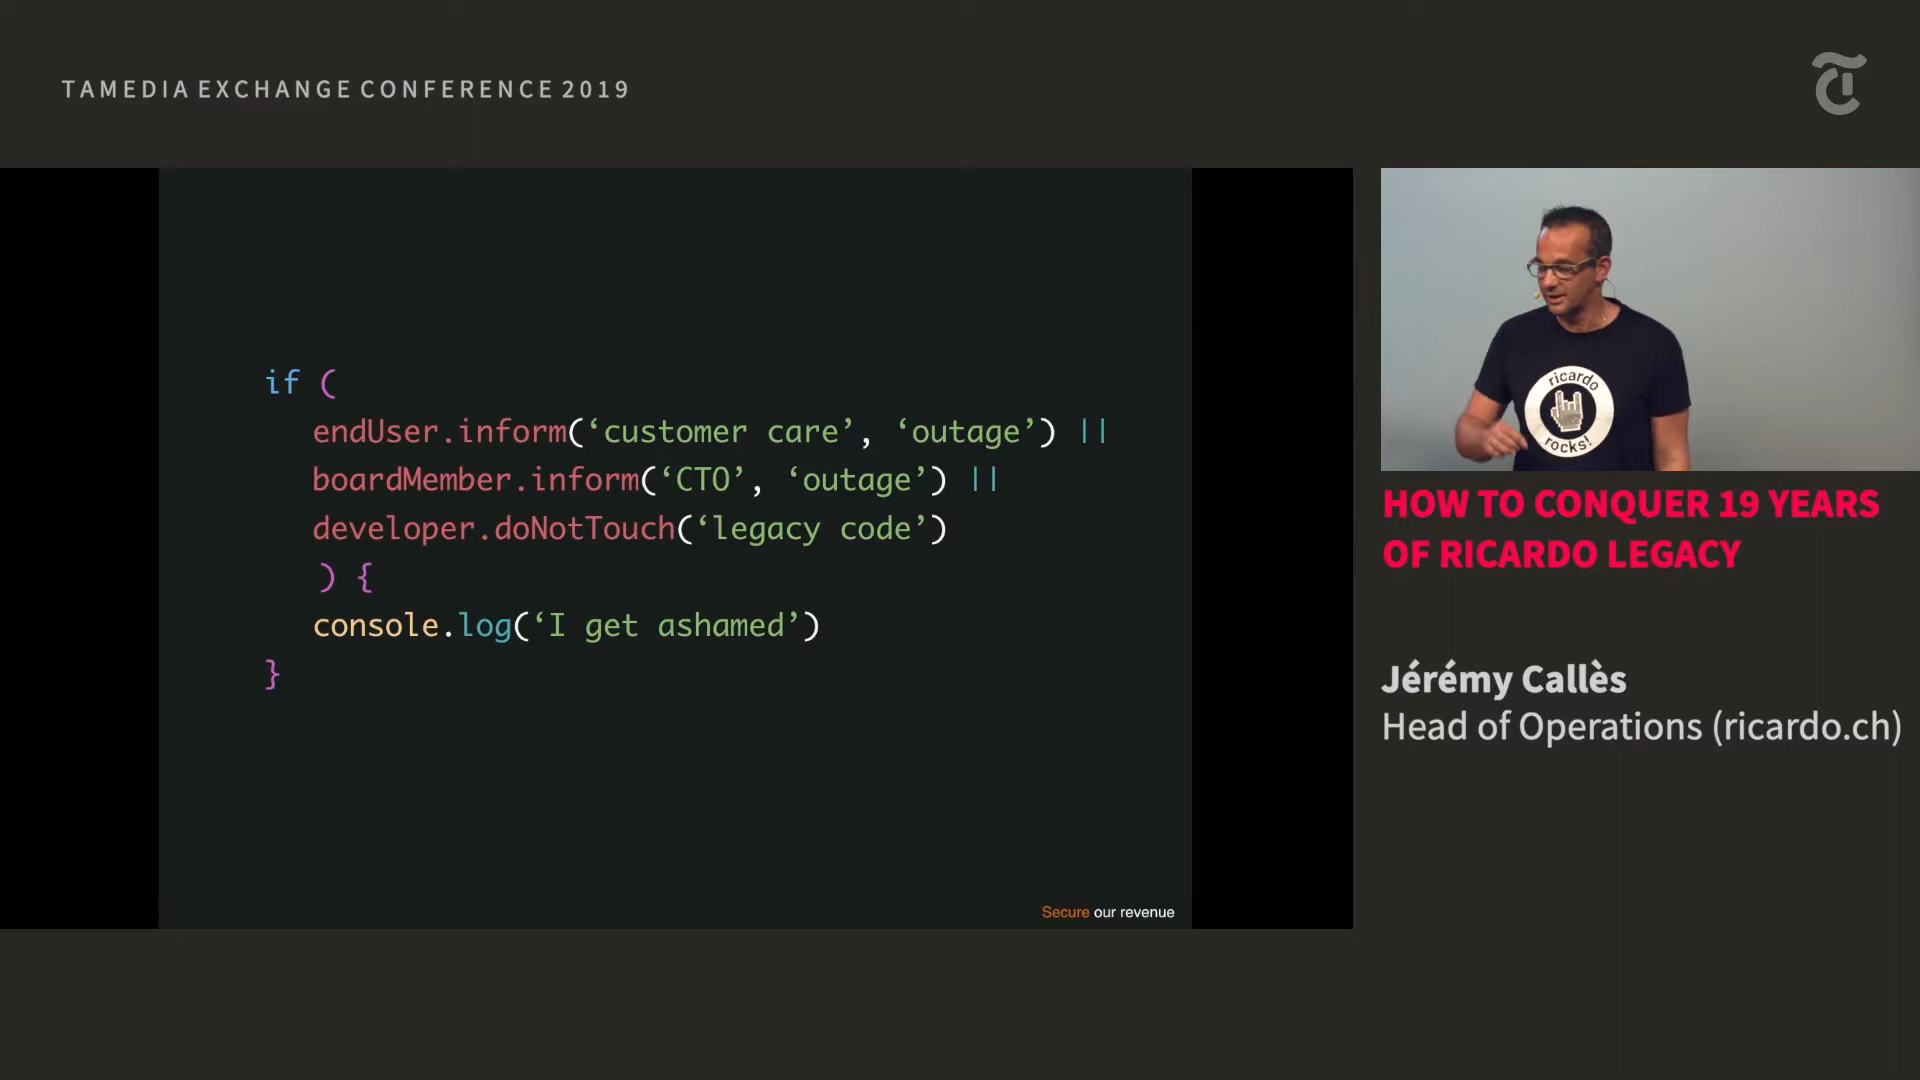 TAMEDIA EXCHANGE CONFERENCE 2019
if (
endUser.inform(‘customer care’, ‘outage’) ||
boardMember.inform(‘CTO’, ‘outage’) ||
developer.doNotTouch(‘legacy code’)
) {
console.log(‘I get ashamed’)
}
Secure our revenue
ricardo
rocks!
HOW TO CONQUER 19 YEARS
OF RICARDO LEGACY
Jérémy Callès
Head of Operations (ricardo.ch)